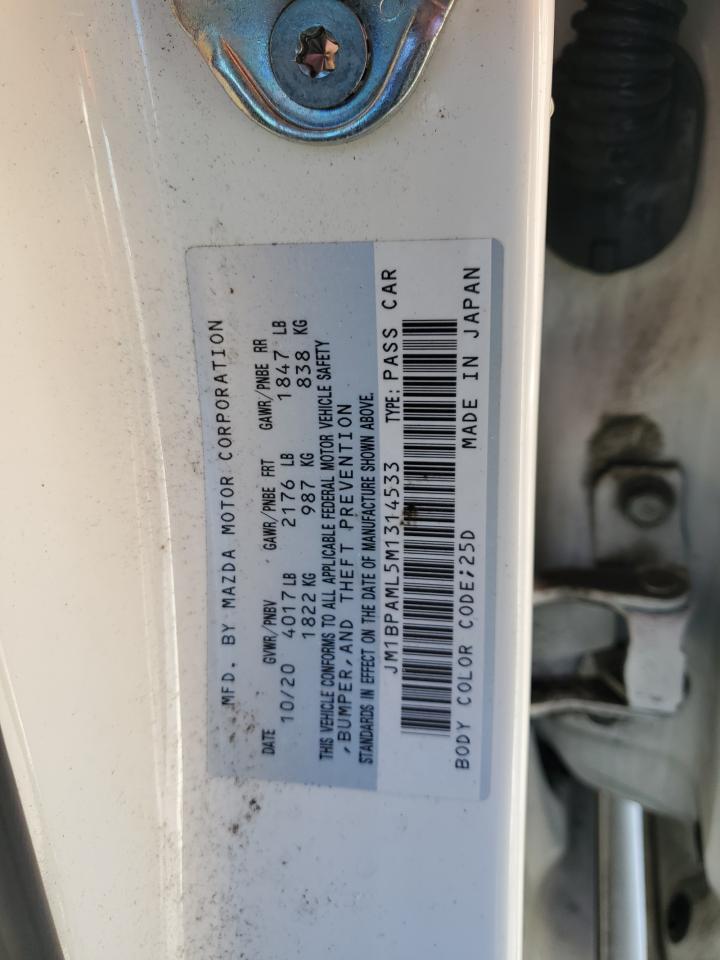 MFD. BY MAZDA MOTOR CORPORATION
DATE GVWR/PNBV GAWR/PNBE FRT GAWR/PNBE RR
10/20 4017 LB 2176 LB 1847 LB
1822 KG 987 KG 838 KG
THIS VEHICLE CONFORMS TO ALL APPLICABLE FEDERAL MOTOR VEHICLE SAFETY
,BUMPER,AND THEFT PREVENTION
STANDARDS IN EFFECT ON THE DATE OF MANUFACTURE SHOWN ABOVE.
JM1BPAML5M1314533 TYPE: PASS CAR
BODY COLOR CODE;25D MADE IN JAPAN